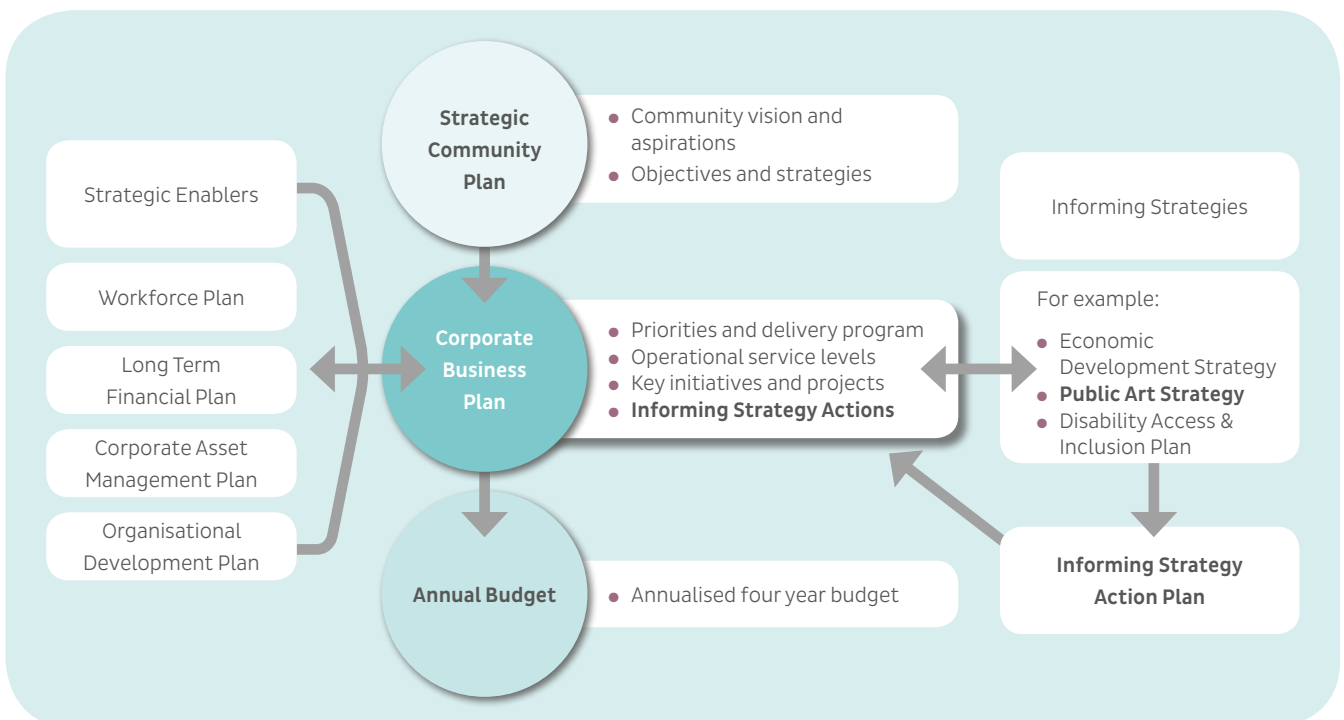 Strategic
Community
Plan
Community vision and
aspirations
Objectives and strategies
Strategic Enablers
Workforce Plan
Long Term
Financial Plan
Corporate Asset
Management Plan
Organisational
Development Plan
Corporate
Business
Plan
Priorities and delivery program
Operational service levels
Key initiatives and projects
Informing Strategy Actions
Informing Strategies
For example:
Economic
Development Strategy
Public Art Strategy
Disability Access &
Inclusion Plan
Informing Strategy
Action Plan
Annual Budget
Annualised four year budget